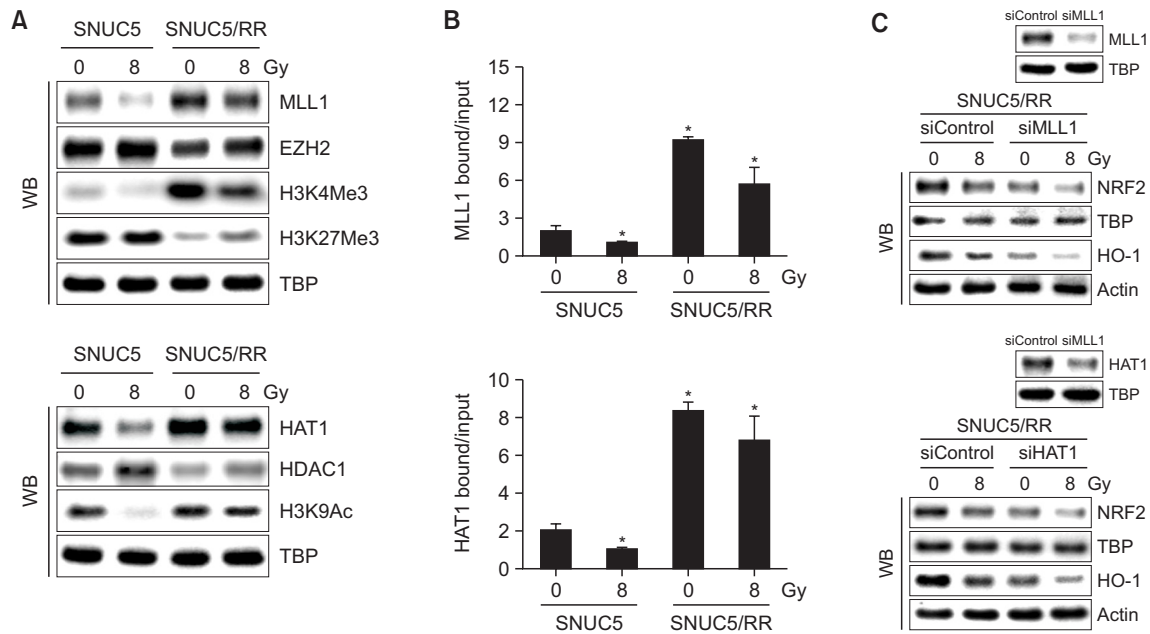 A
SNUC5 SNUC5/RR
0 8 0 8 Gy
WB
MLL1
EZH2
H3K4Me3
H3K27Me3
TBP
SNUC5 SNUC5/RR
0 8 0 8 Gy
WB
HAT1
HDAC1
H3K9Ac
TBP
B
MLL1 bound/input
15
12
9
6
3
0
* * *
0 8 0 8 Gy
SNUC5 SNUC5/RR
HAT1 bound/input
10
8
6
4
2
0
* * *
0 8 0 8 Gy
SNUC5 SNUC5/RR
C
siControl siMLL1
MLL1
TBP
SNUC5/RR
siControl siMLL1
0 8 0 8 Gy
WB
NRF2
TBP
HO-1
Actin
siControl siMLL1
HAT1
TBP
SNUC5/RR
siControl siHAT1
0 8 0 8 Gy
WB
NRF2
TBP
HO-1
Actin